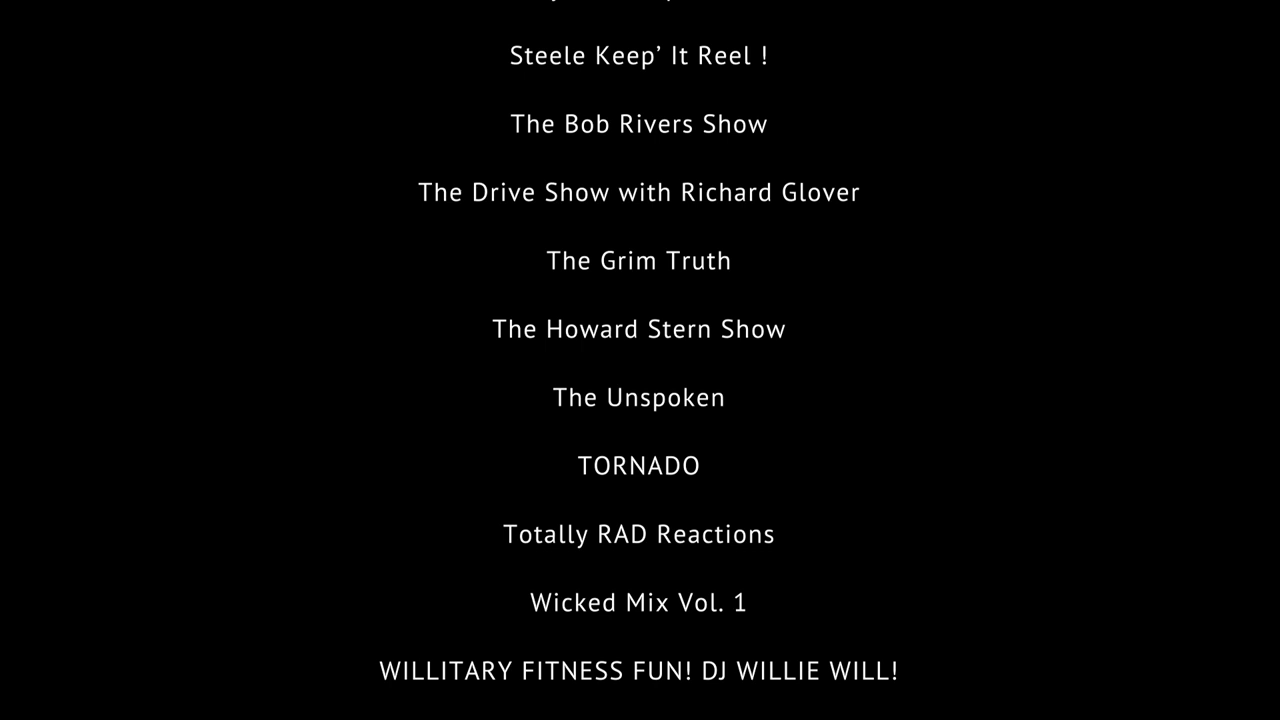 Steele Keep’ It Reel !
The Bob Rivers Show
The Drive Show with Richard Glover
The Grim Truth
The Howard Stern Show
The Unspoken
TORNADO
Totally RAD Reactions
Wicked Mix Vol. 1
WILLITARY FITNESS FUN! DJ WILLIE WILL!